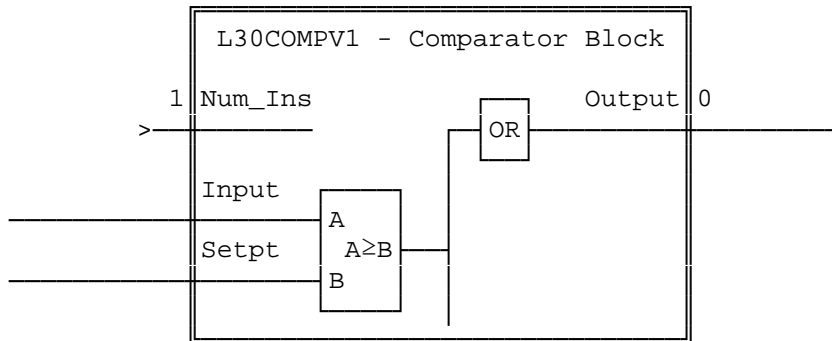 L30COMPV1 - Comparator Block
1 Num_Ins Output 0
> OR
Input
A
Setpt A≥B
B